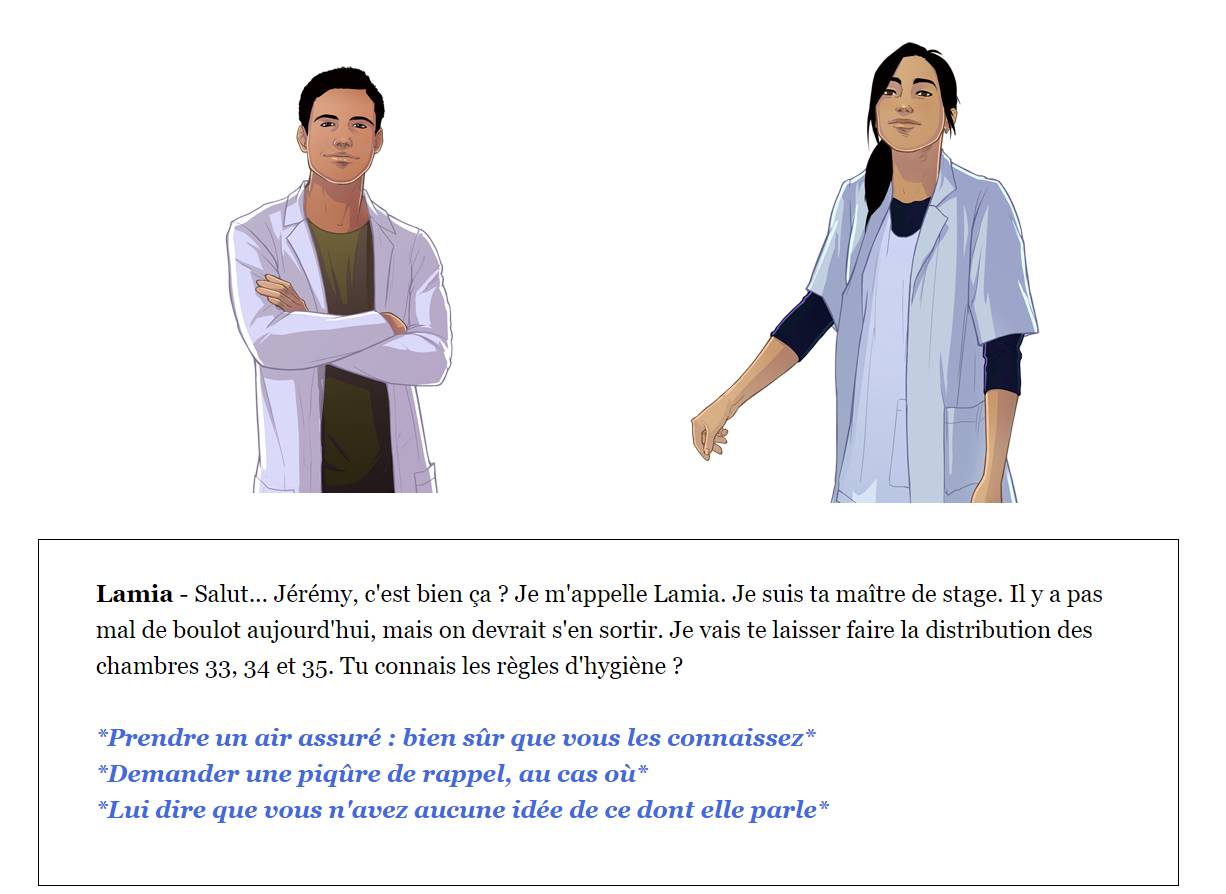 Lamia - Salut... Jérémy, c'est bien ça ? Je m'appelle Lamia. Je suis ta maître de stage. Il y a pas
mal de boulot aujourd'hui, mais on devrait s'en sortir. Je vais te laisser faire la distribution des
chambres 33, 34 et 35. Tu connais les règles d'hygiène ?
*Prendre un air assuré : bien sûr que vous les connaissez*
*Demander une piqûre de rappel, au cas où*
*Lui dire que vous n'avez aucune idée de ce dont elle parle*